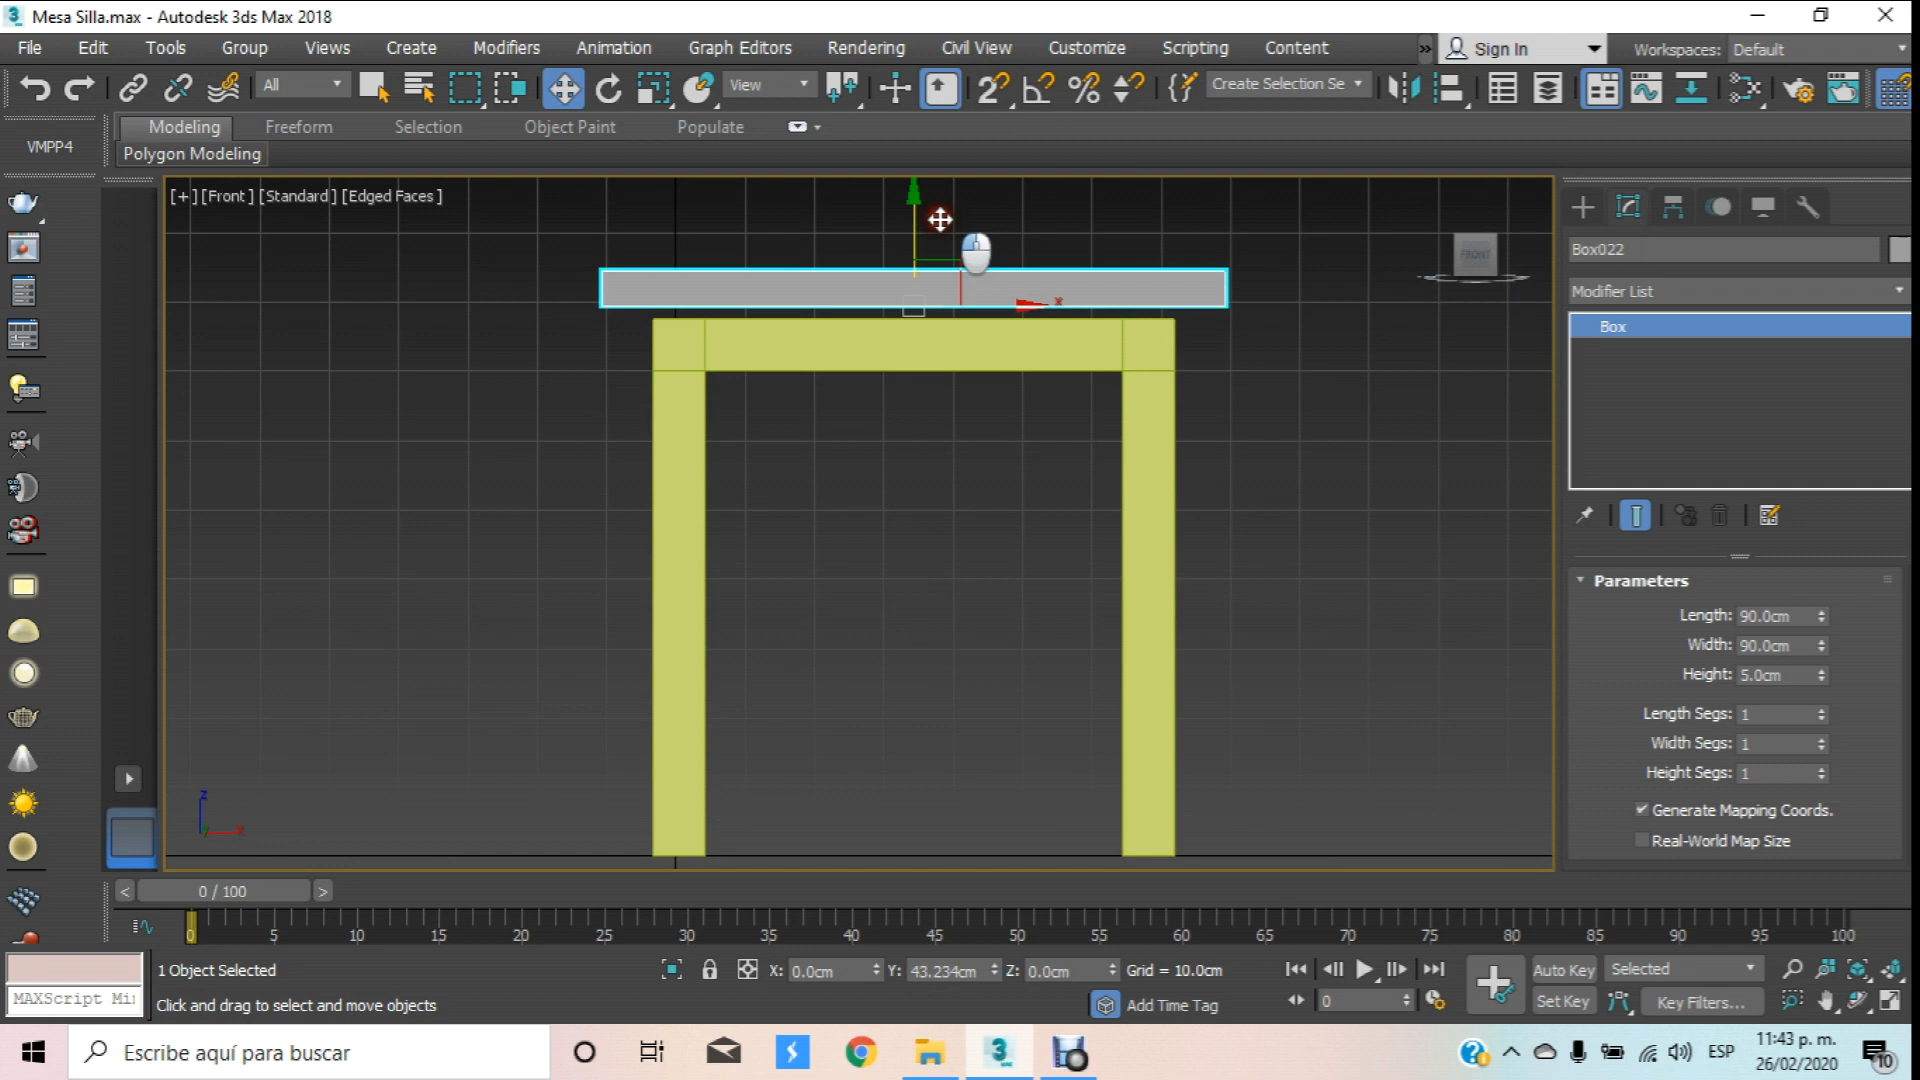 Mesa Silla.max - Autodesk 3ds Max 2018
File Edit Tools Group Views Create Modifiers Animation Graph Editors Rendering Civil View Customize Scripting Content » Sign In Workspaces: Default
All View Create Selection Se
VMPP4 Modeling Freeform Selection Object Paint Populate
Polygon Modeling
[+] [Front] [Standard] [Edged Faces]
FRONT
Box022
Modifier List
x
Box
Parameters
Length: 90.0cm
Width: 90.0cm
Height: 5.0cm
Length Segs: 1
Width Segs: 1
Height Segs: 1
Generate Mapping Coords.
Real-World Map Size
z
x
< 0 / 100 >
0 5 10 15 20 25 30 35 40 45 50 55 60 65 70 75 80 85 90 95 100
1 Object Selected X: 0.0cm Y: 43.234cm Z: 0.0cm Grid = 10.0cm Auto Key Selected
MAXScript Mi Click and drag to select and move objects Add Time Tag 0 Set Key Key Filters...
Escribe aquí para buscar
ESP
11:43 p. m.
26/02/2020
10